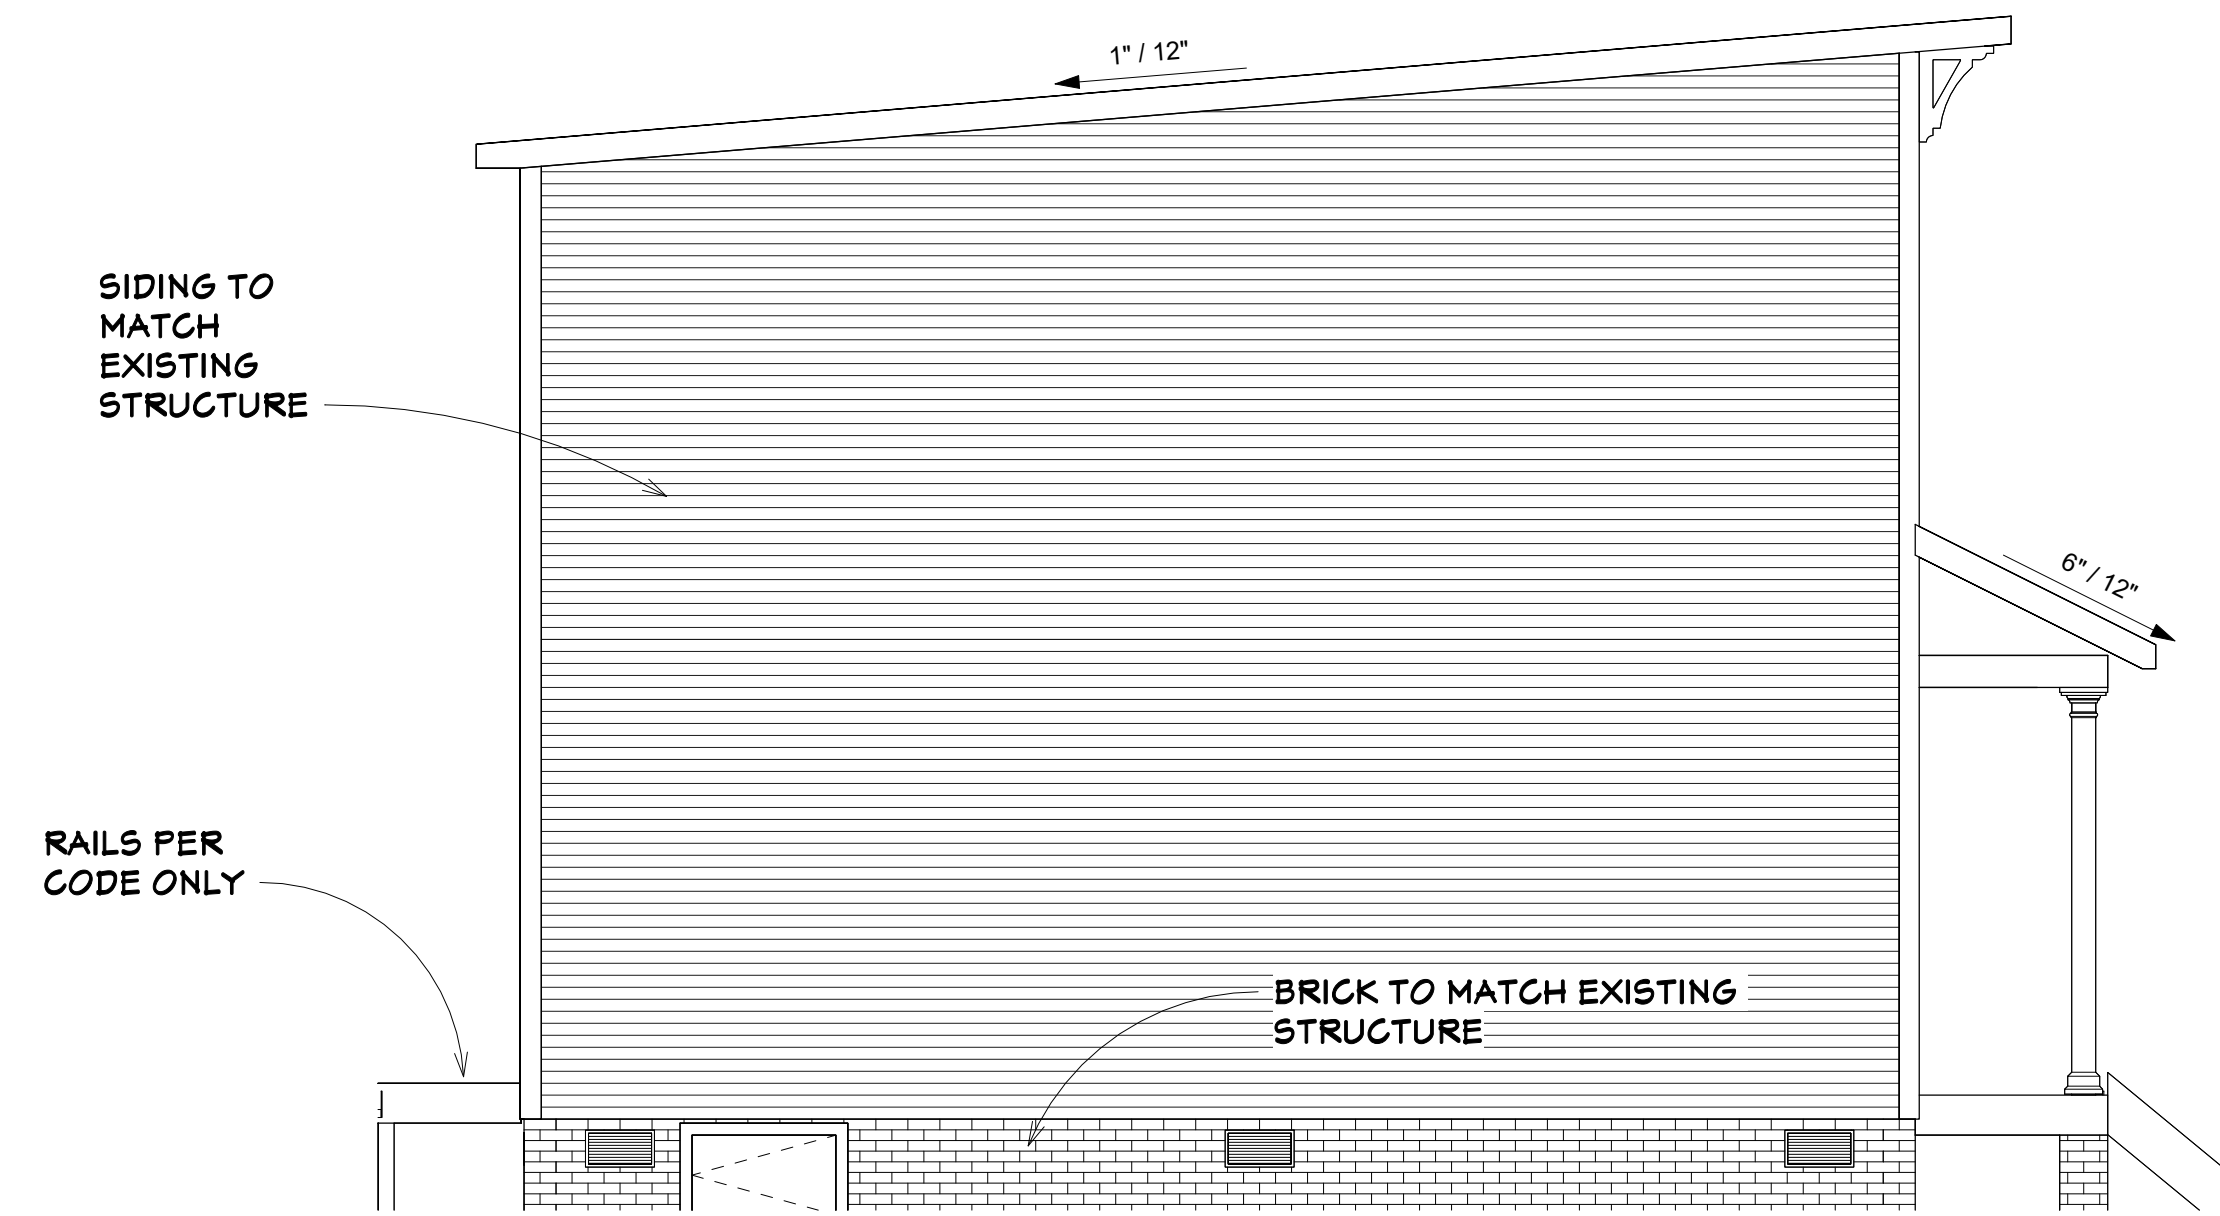 1" / 12"
SIDING TO
MATCH
EXISTING
STRUCTURE
6" / 12"
RAILS PER
CODE ONLY
BRICK TO MATCH EXISTING
STRUCTURE